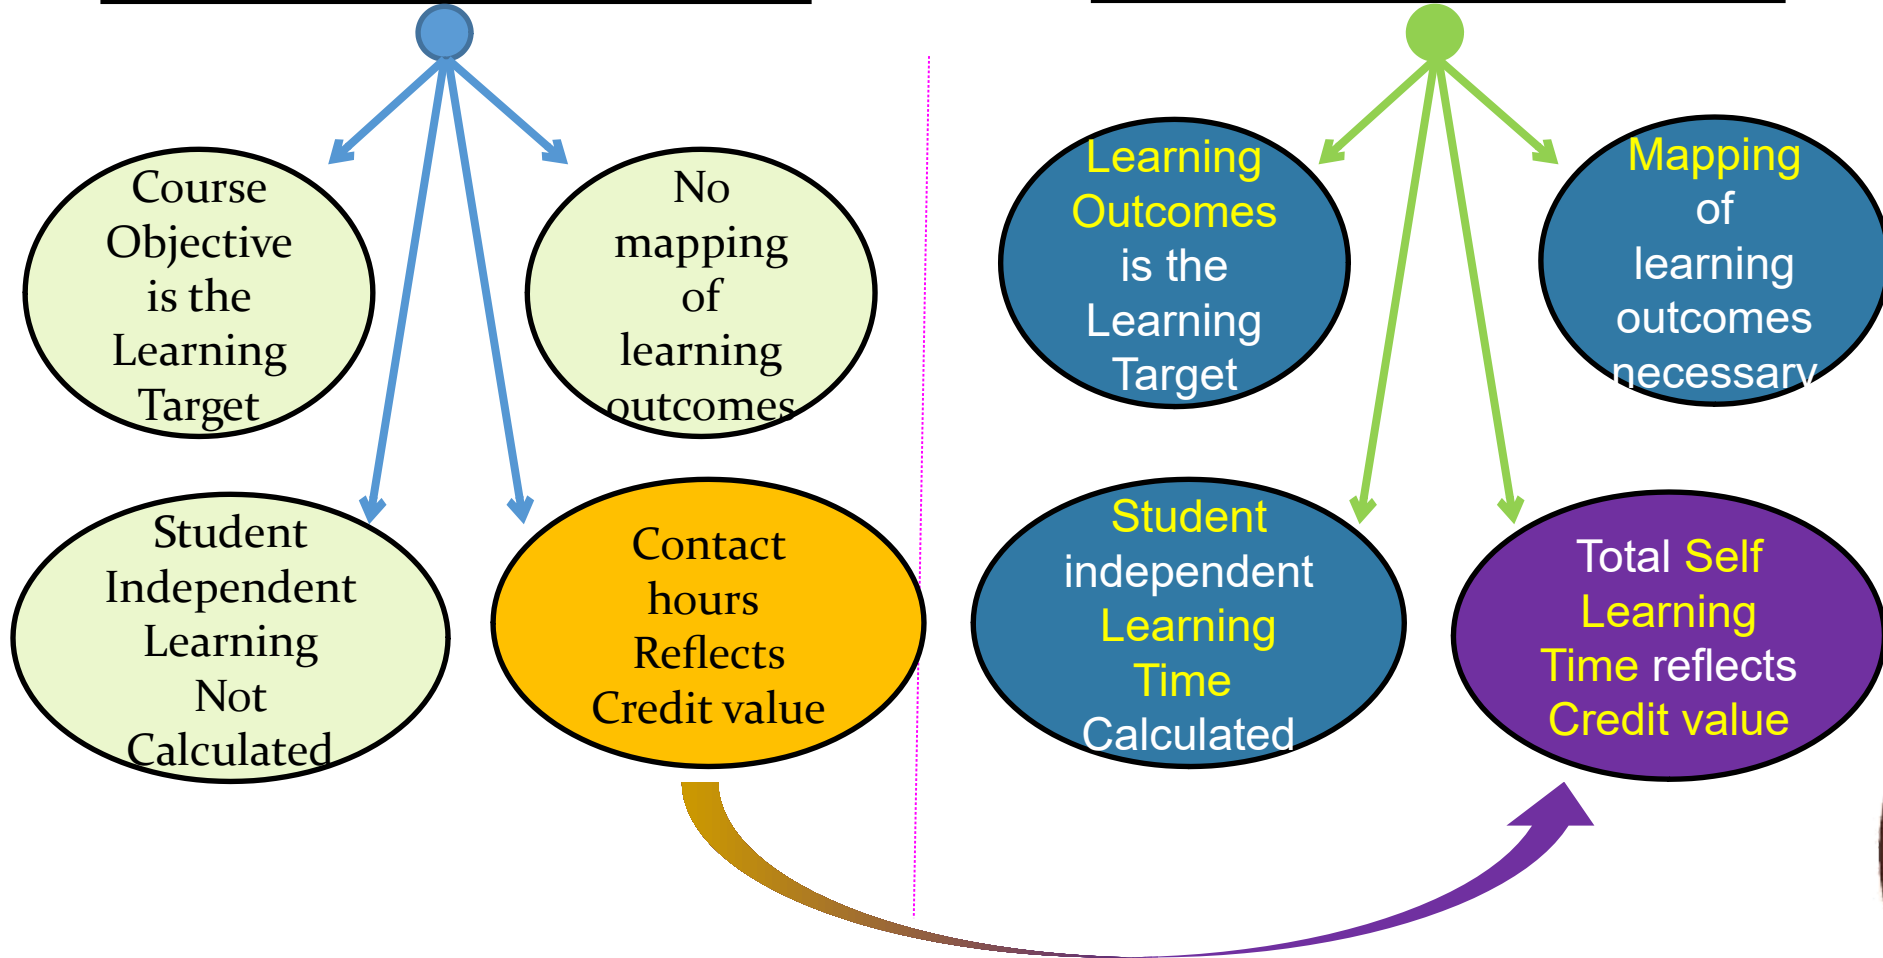 Course
Objective
is the
Learning
Target
No
mapping
of
learning
outcomes
Student
Independent
Learning
Not
Calculated
Contact
hours
Reflects
Credit value
Learning
Outcomes
is the
Learning
Target
Mapping
of
learning
outcomes
necessary
Student
independent
Learning
Time
Calculated
Total Self
Learning
Time reflects
Credit value